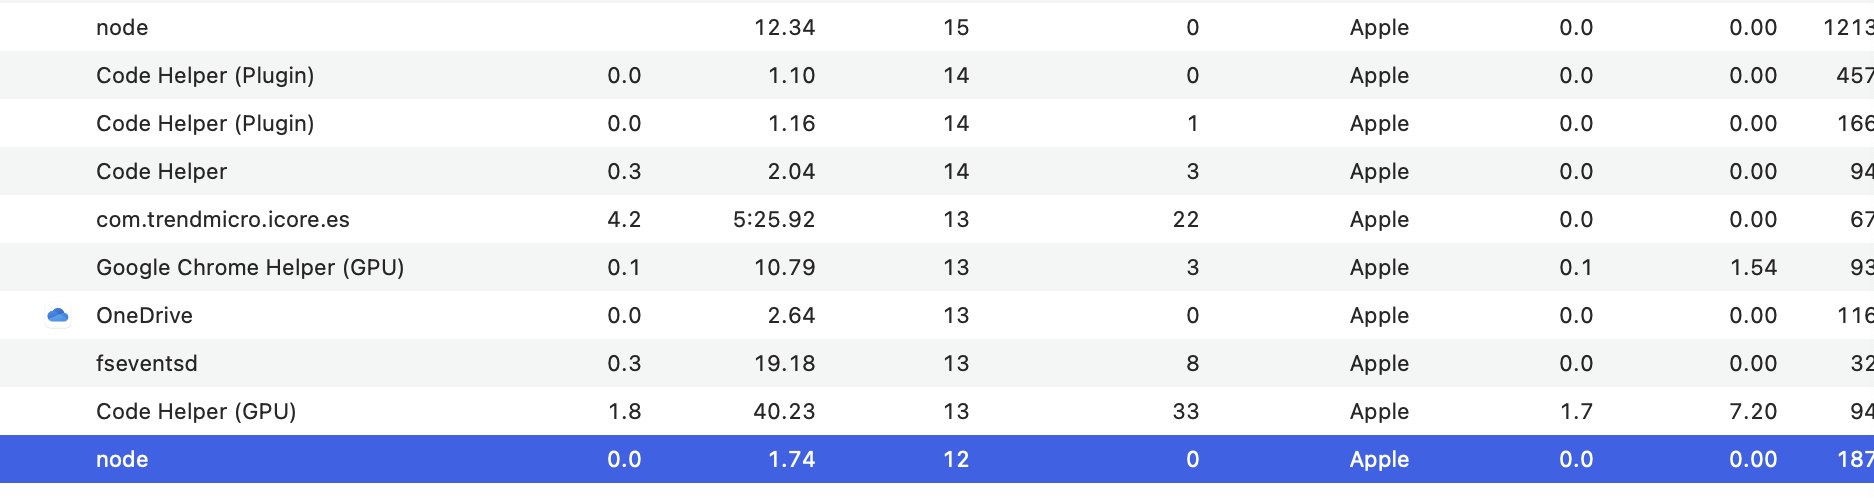 node 12.34 15 0 Apple 0.0 0.00 1213
Code Helper (Plugin) 0.0 1.10 14 0 Apple 0.0 0.00 457
Code Helper (Plugin) 0.0 1.16 14 1 Apple 0.0 0.00 166
Code Helper 0.3 2.04 14 3 Apple 0.0 0.00 94
com.trendmicro.icore.es 4.2 5:25.92 13 22 Apple 0.0 0.00 67
Google Chrome Helper (GPU) 0.1 10.79 13 3 Apple 0.1 1.54 93
OneDrive 0.0 2.64 13 0 Apple 0.0 0.00 116
fseventsd 0.3 19.18 13 8 Apple 0.0 0.00 32
Code Helper (GPU) 1.8 40.23 13 33 Apple 1.7 7.20 94
node 0.0 1.74 12 0 Apple 0.0 0.00 187